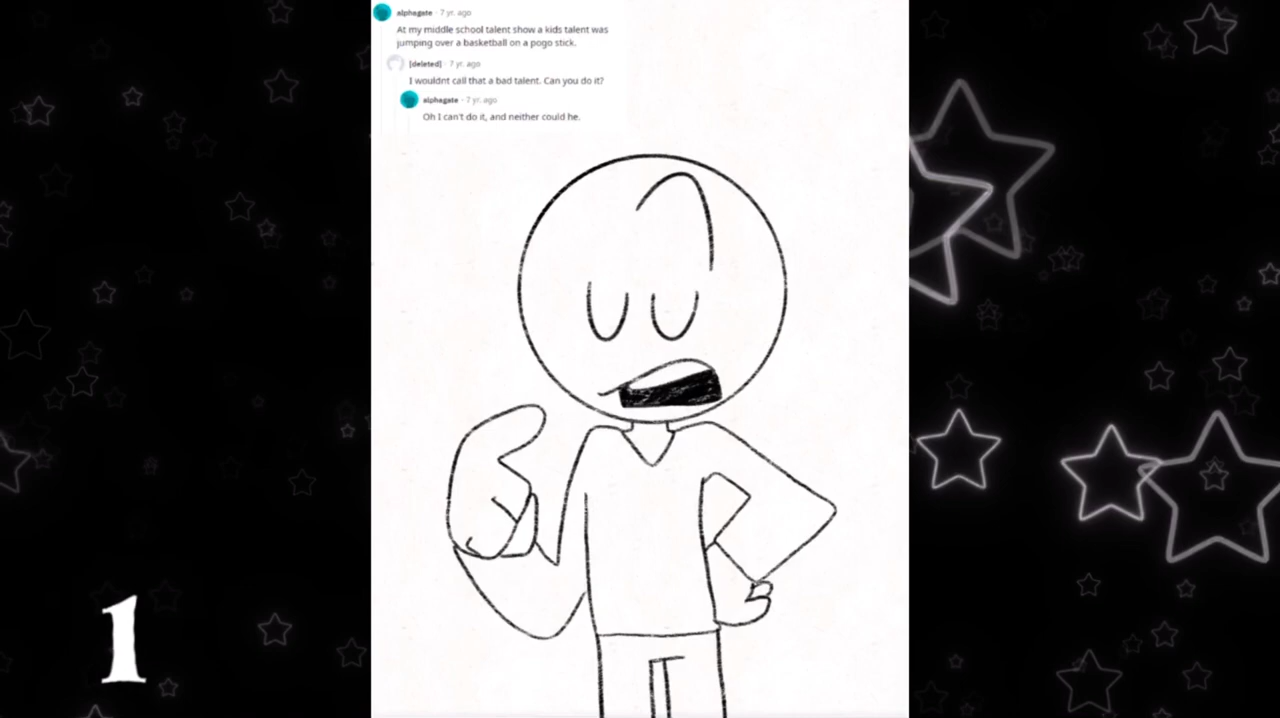 alphagate · 7 yr. ago
At my middle school talent show a kids talent was
jumping over a basketball on a pogo stick.
[deleted] · 7 yr. ago
I wouldnt call that a bad talent. Can you do it?
alphagate · 7 yr. ago
Oh I can't do it, and neither could he.
1